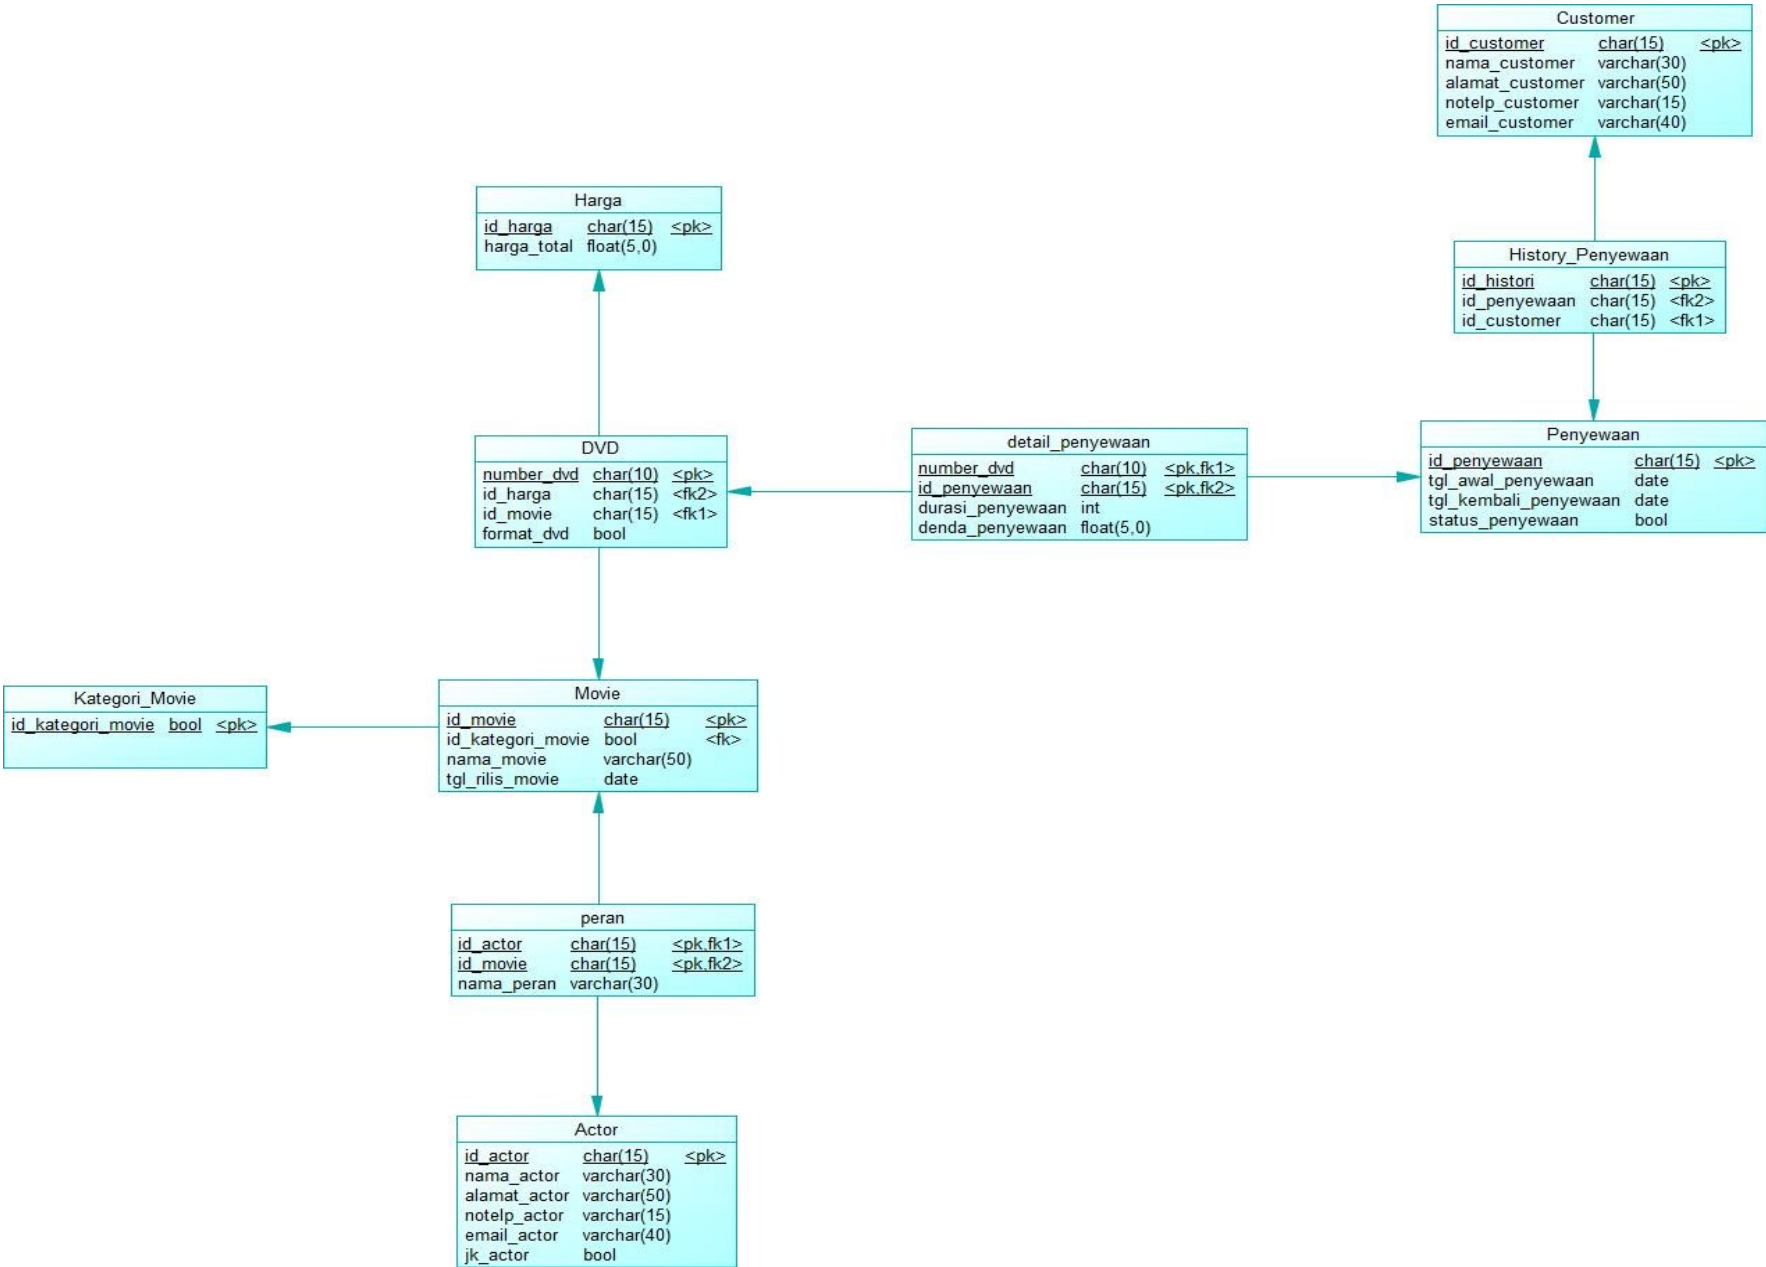 Customer
id_customer char(15) <pk>
nama_customer varchar(30)
alamat_customer varchar(50)
notelp_customer varchar(15)
email_customer varchar(40)
Harga
id_harga char(15) <pk>
harga_total float(5,0)
History_Penyewaan
id_histori char(15) <pk>
id_penyewaan char(15) <fk2>
id_customer char(15) <fk1>
DVD
number_dvd char(10) <pk>
id_harga char(15) <fk2>
id_movie char(15) <fk1>
format_dvd bool
detail_penyewaan
number_dvd char(10) <pk,fk1>
id_penyewaan char(15) <pk,fk2>
durasi_penyewaan int
denda_penyewaan float(5,0)
Penyewaan
id_penyewaan char(15) <pk>
tgl_awal_penyewaan date
tgl_kembali_penyewaan date
status_penyewaan bool
Kategori_Movie
id_kategori_movie bool <pk>
Movie
id_movie char(15) <pk>
id_kategori_movie bool <fk>
nama_movie varchar(50)
tgl_rilis_movie date
peran
id_actor char(15) <pk,fk1>
id_movie char(15) <pk,fk2>
nama_peran varchar(30)
Actor
id_actor char(15) <pk>
nama_actor varchar(30)
alamat_actor varchar(50)
notelp_actor varchar(15)
email_actor varchar(40)
jk_actor bool